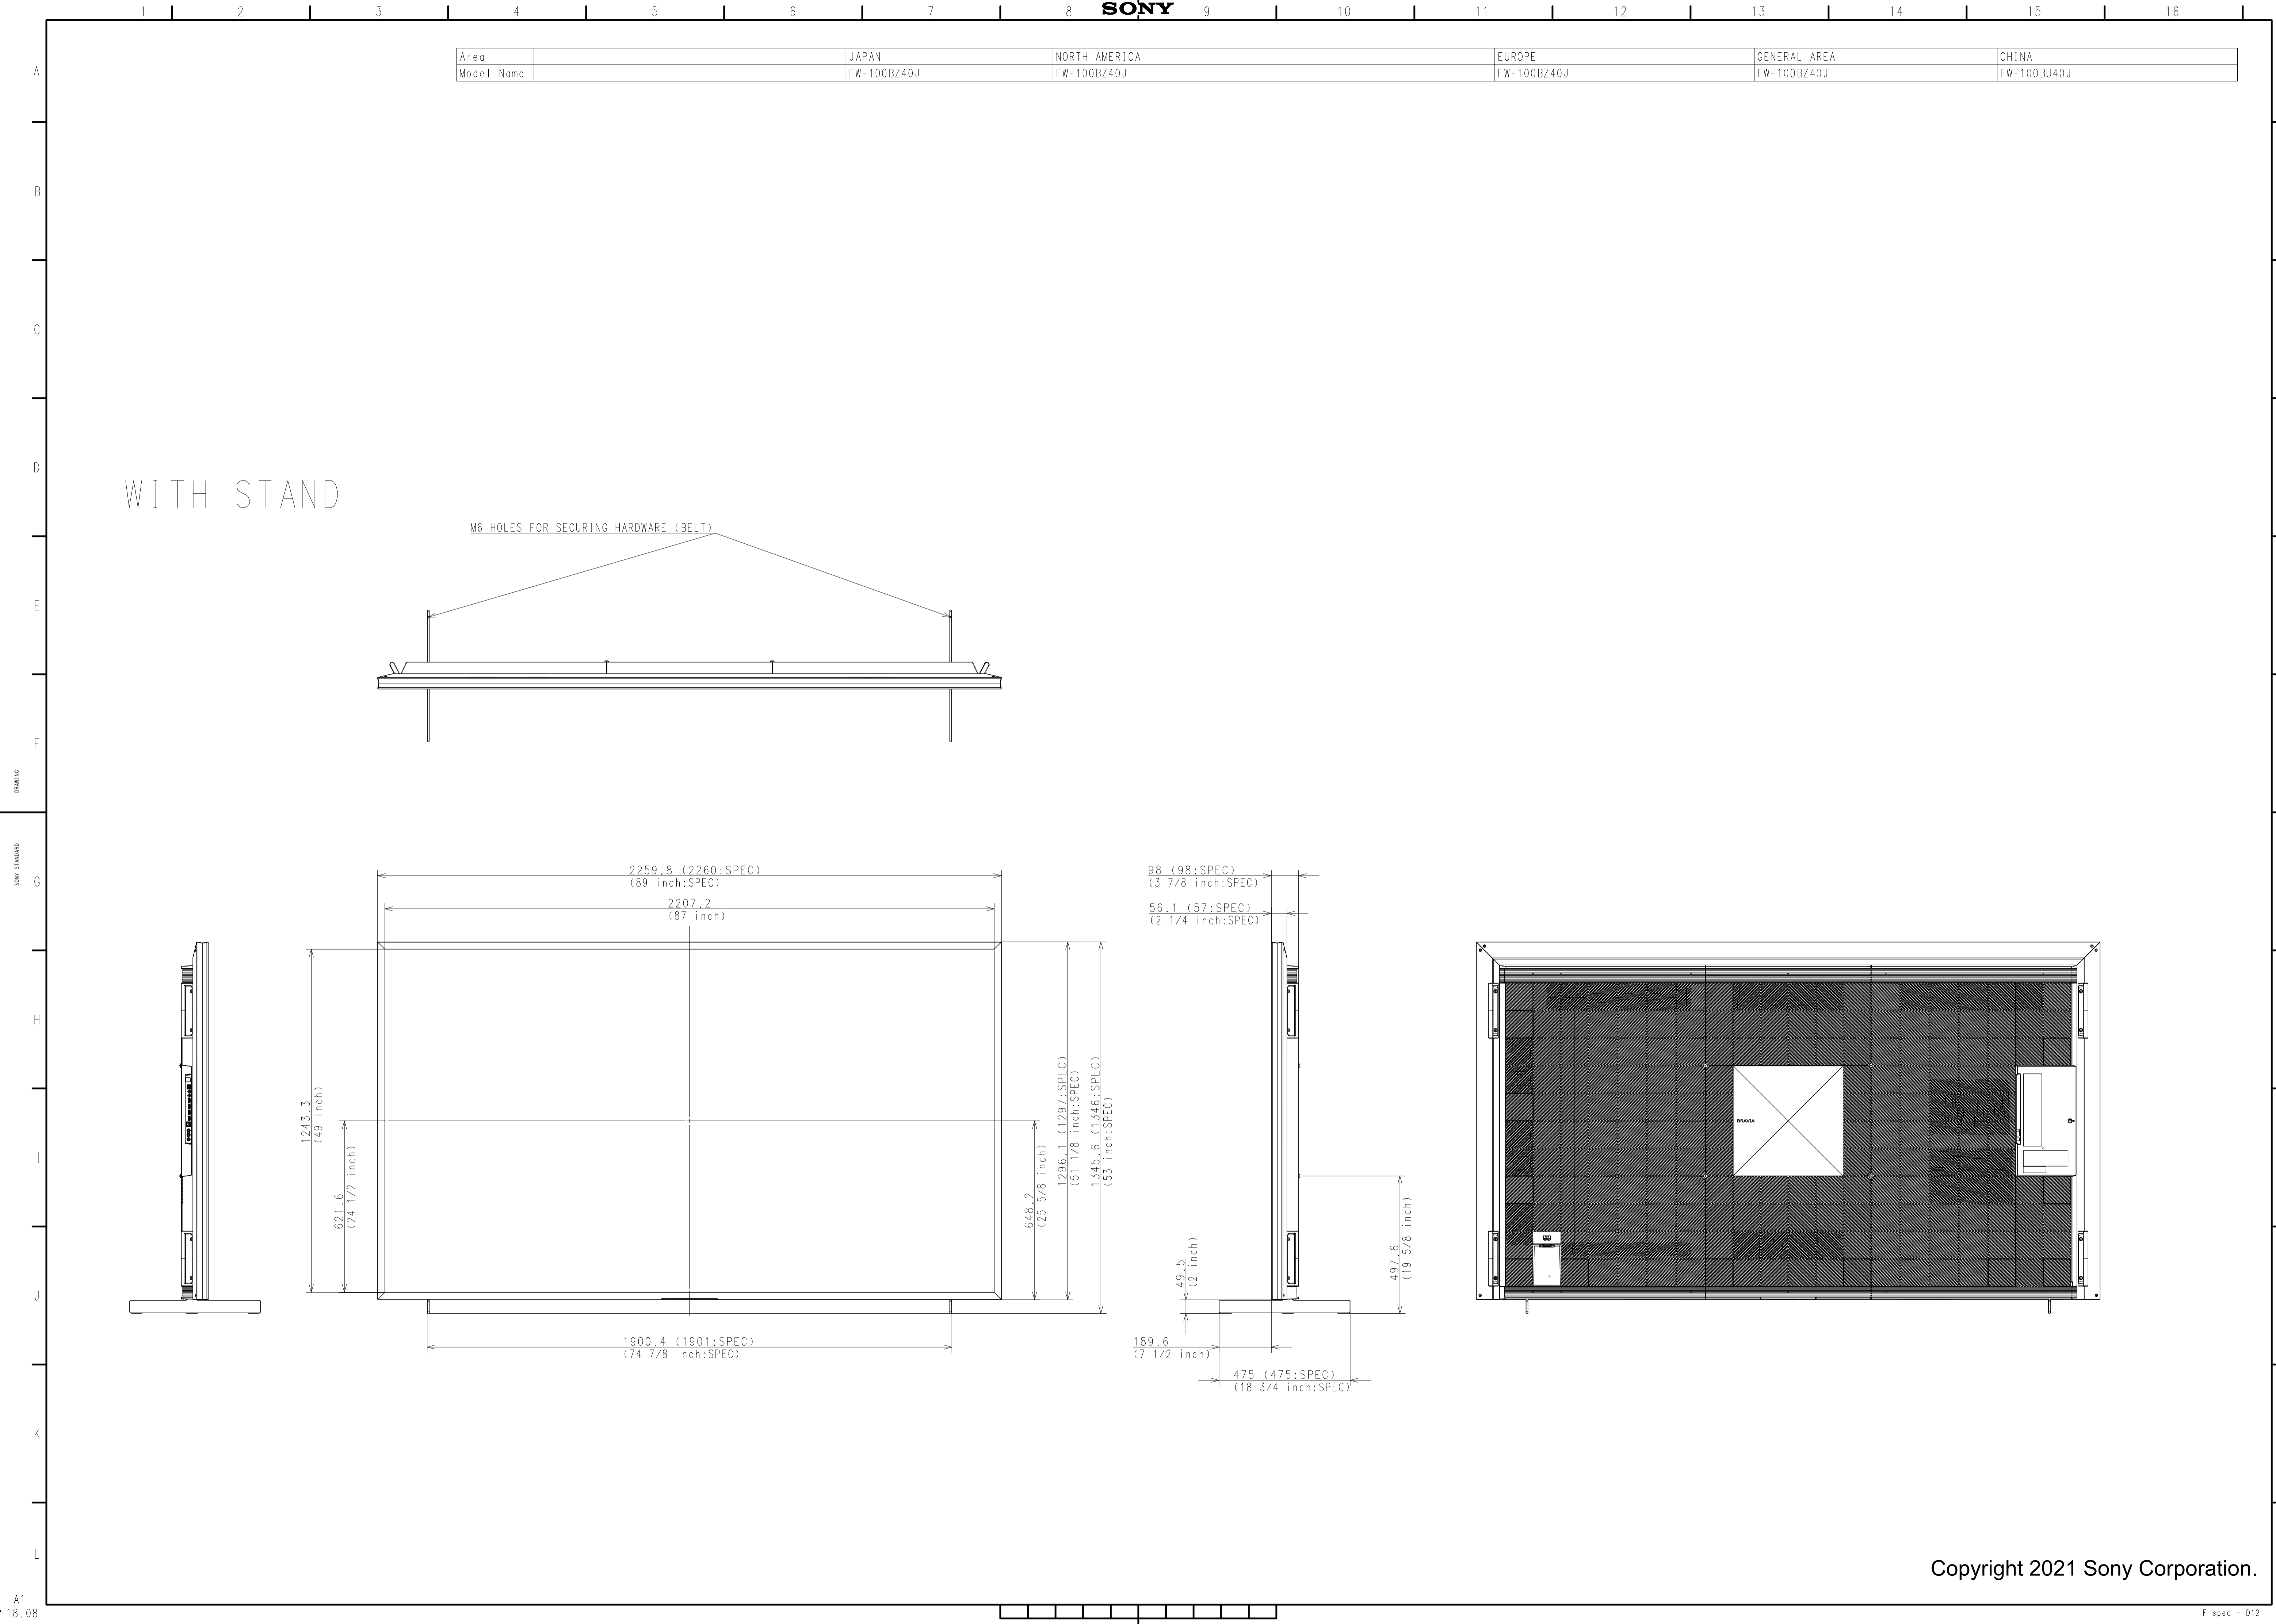 1 2 3 4 5 6 7 8 SONY 9 10 11 12 13 14 15 16
Area JAPAN NORTH AMERICA EUROPE GENERAL AREA CHINA
Model Name FW-100BZ40J FW-100BZ40J FW-100BZ40J FW-100BZ40J FW-100BU40J
A
B
C
D
WITH STAND
M6 HOLES FOR SECURING HARDWARE (BELT)
E
F
DRAWING
SONY STANDARD
G
2259.8 (2260:SPEC)
(89 inch:SPEC)
2207.2
(87 inch)
98 (98:SPEC)
(3 7/8 inch:SPEC)
56.1 (57:SPEC)
(2 1/4 inch:SPEC)
H
1243.3
(49 inch)
621.6
(24 1/2 inch)
648.2
(25 5/8 inch)
1296.1 (1297:SPEC)
(51 1/8 inch:SPEC)
1345.6 (1346:SPEC)
(53 inch:SPEC)
BRAVIA
I
49.5
(2 inch)
497.6
(19 5/8 inch)
J
1900.4 (1901:SPEC)
(74 7/8 inch:SPEC)
189.6
(7 1/2 inch)
475 (475:SPEC)
(18 3/4 inch:SPEC)
K
L
Copyright 2021 Sony Corporation.
A1
18.08
F spec - D12